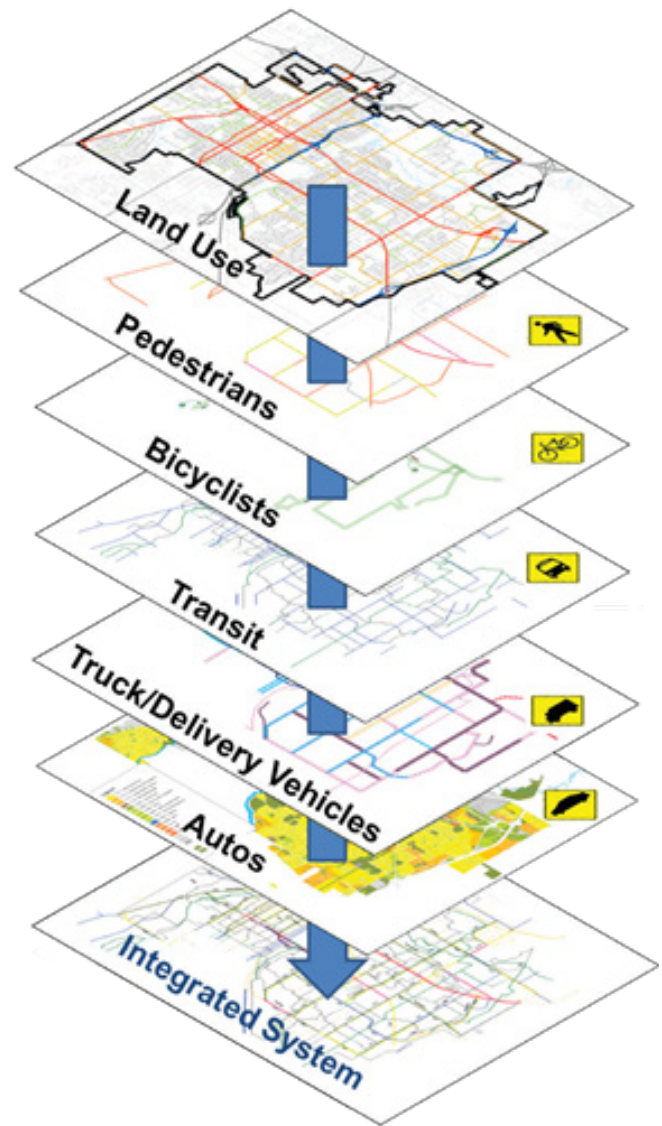 Land Use
Pedestrians
Bicyclists
Transit
Truck/Delivery Vehicles
Autos
Integrated System